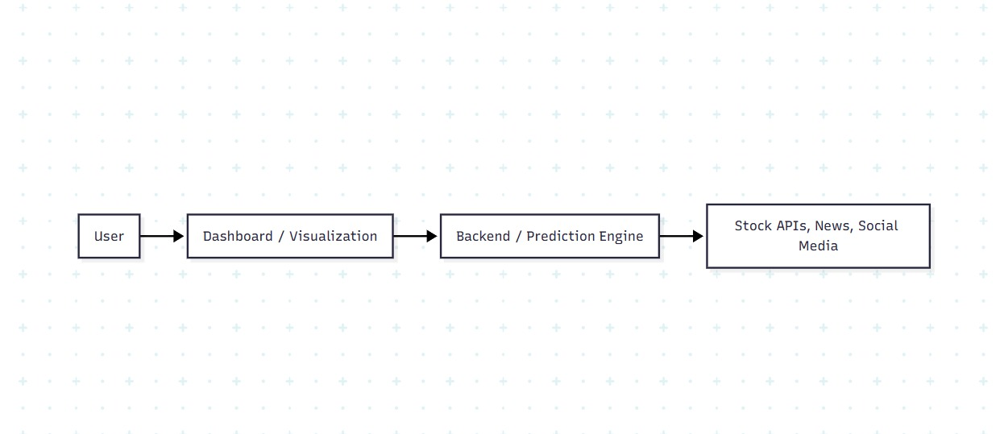 User
Dashboard / Visualization
Backend / Prediction Engine
Stock APIs, News, Social
Media